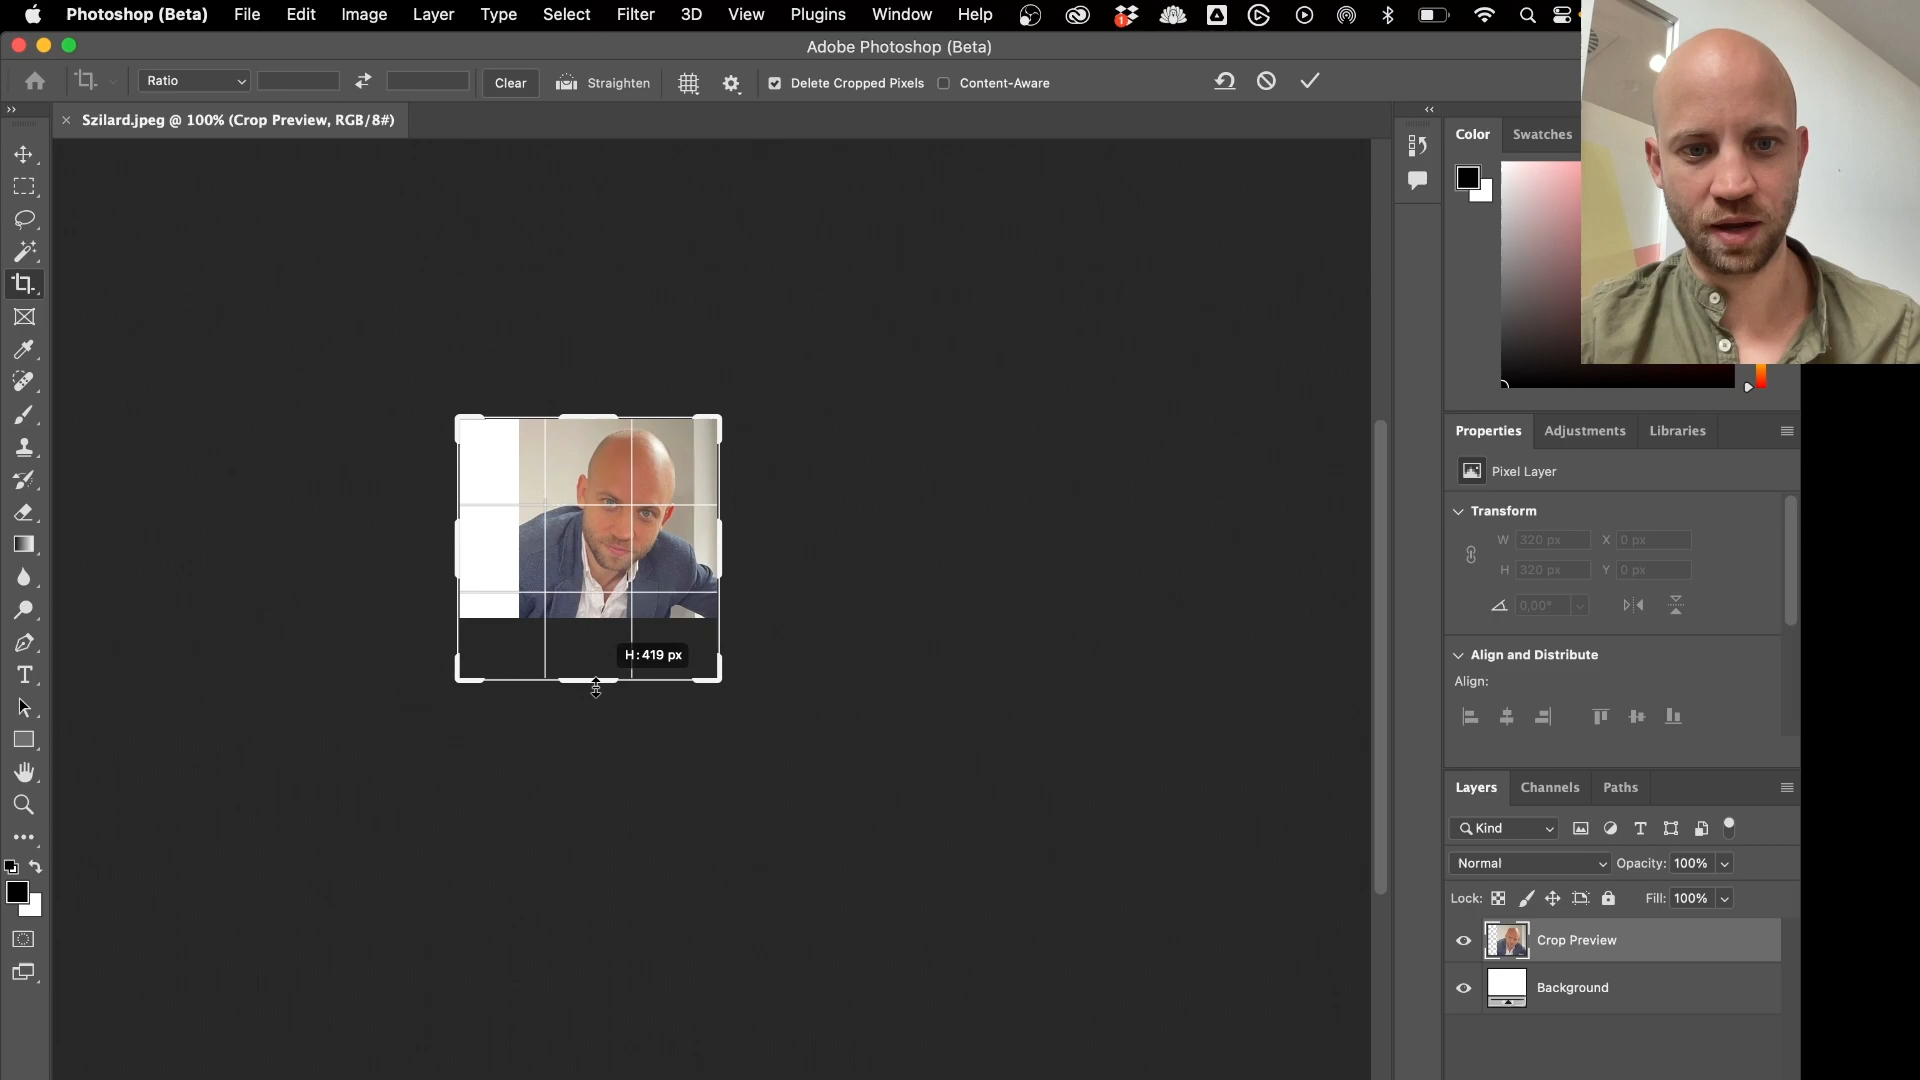 Photoshop (Beta) File Edit Image Layer Type Select Filter 3D View Plugins Window Help
1
Adobe Photoshop (Beta)
Ratio Clear Straighten Delete Cropped Pixels Content-Aware
Szilard.jpeg @ 100% (Crop Preview, RGB/8#)
Color Swatches
H: 419 px
Properties Adjustments Libraries
Pixel Layer
Transform
W 320 px X 0 px
H 320 px Y 0 px
0,00°
Align and Distribute
Align:
Layers Channels Paths
Kind
Normal Opacity: 100%
Lock: Fill: 100%
Crop Preview
Background